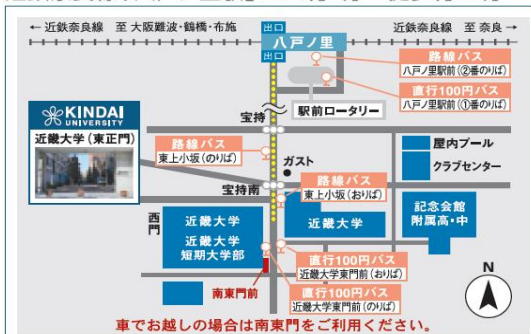 ← 近鉄奈良線　至 大阪難波・鶴橋・布施
近鉄奈良線　至 奈良 →
出口
八戸ノ里
出口
路線バス
八戸ノ里駅前（②番のりば）
直行100円バス
八戸ノ里駅前（①番のりば）
駅前ロータリー
KINDAI
UNIVERSITY
近畿大学（東正門）
宝持
路線バス
東上小阪（のりば）
ガスト
屋内プール
クラブセンター
宝持南
路線バス
東上小阪（おりば）
西門
近畿大学
近畿大学
短期大学部
近畿大学
記念会館
附属高・中
直行100円バス
近畿大学東門前（おりば）
直行100円バス
近畿大学東門前（のりば）
南東門前
N
車でお越しの場合は南東門をご利用ください。